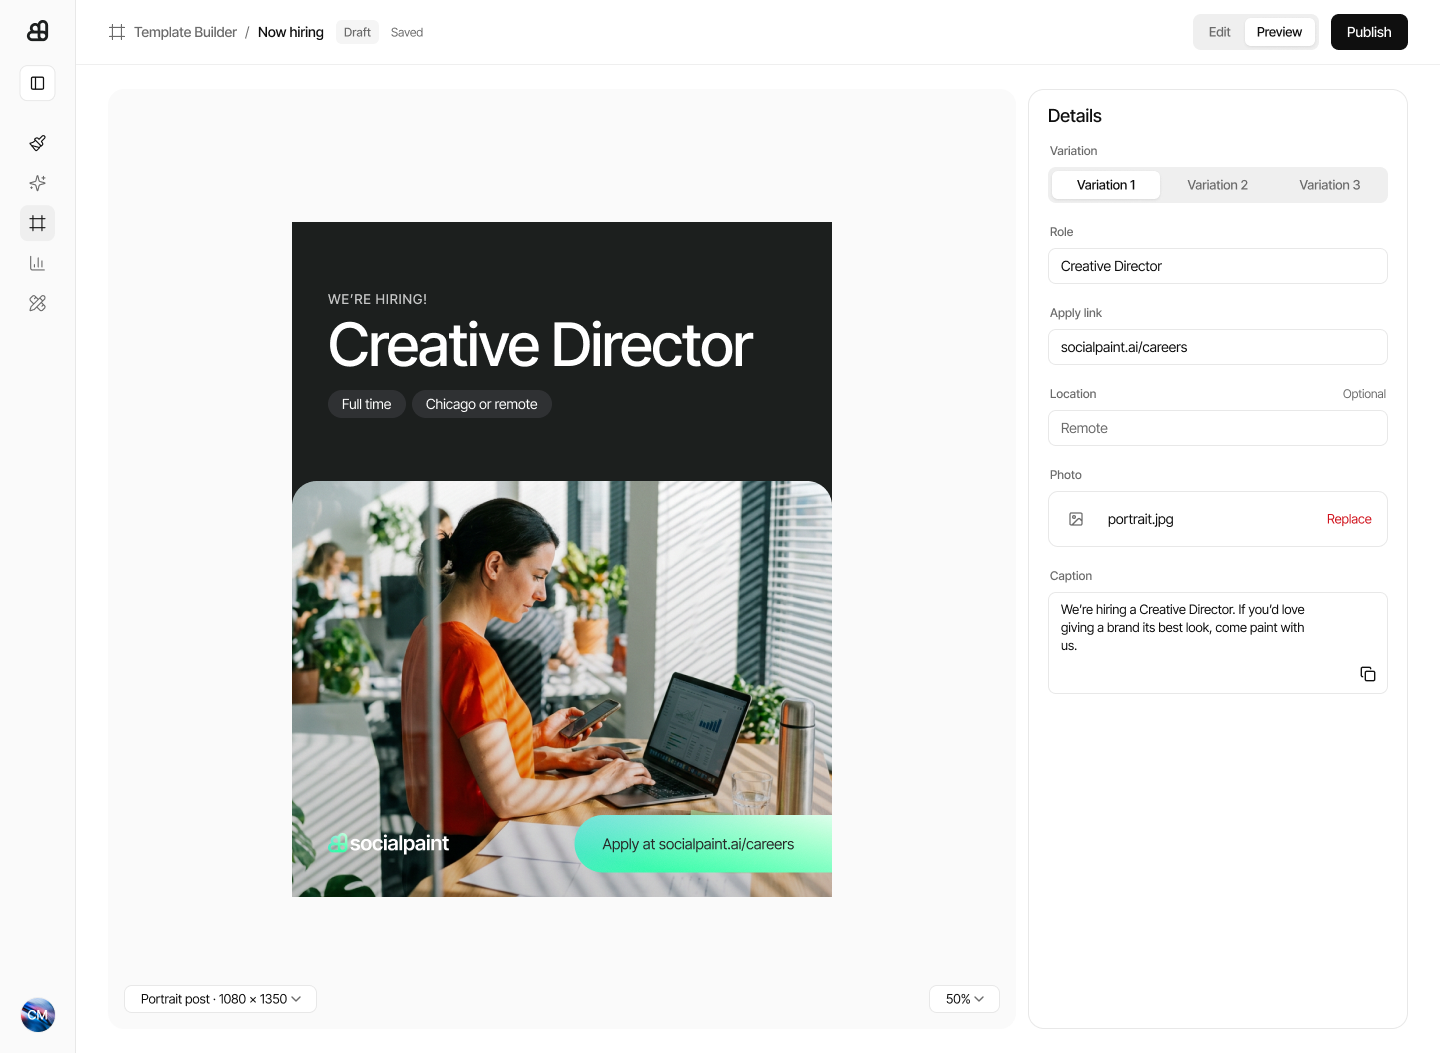 Template Builder / Now hiring Draft Saved
Edit Preview Publish
WE'RE HIRING!
Creative Director
Full time Chicago or remote
socialpaint
Apply at socialpaint.ai/careers
Portrait post · 1080 × 1350
50%
CM
Details
Variation
Variation 1 Variation 2 Variation 3
Role
Creative Director
Apply link
socialpaint.ai/careers
Location Optional
Remote
Photo
portrait.jpg Replace
Caption
We're hiring a Creative Director. If you'd love
giving a brand its best look, come paint with
us.